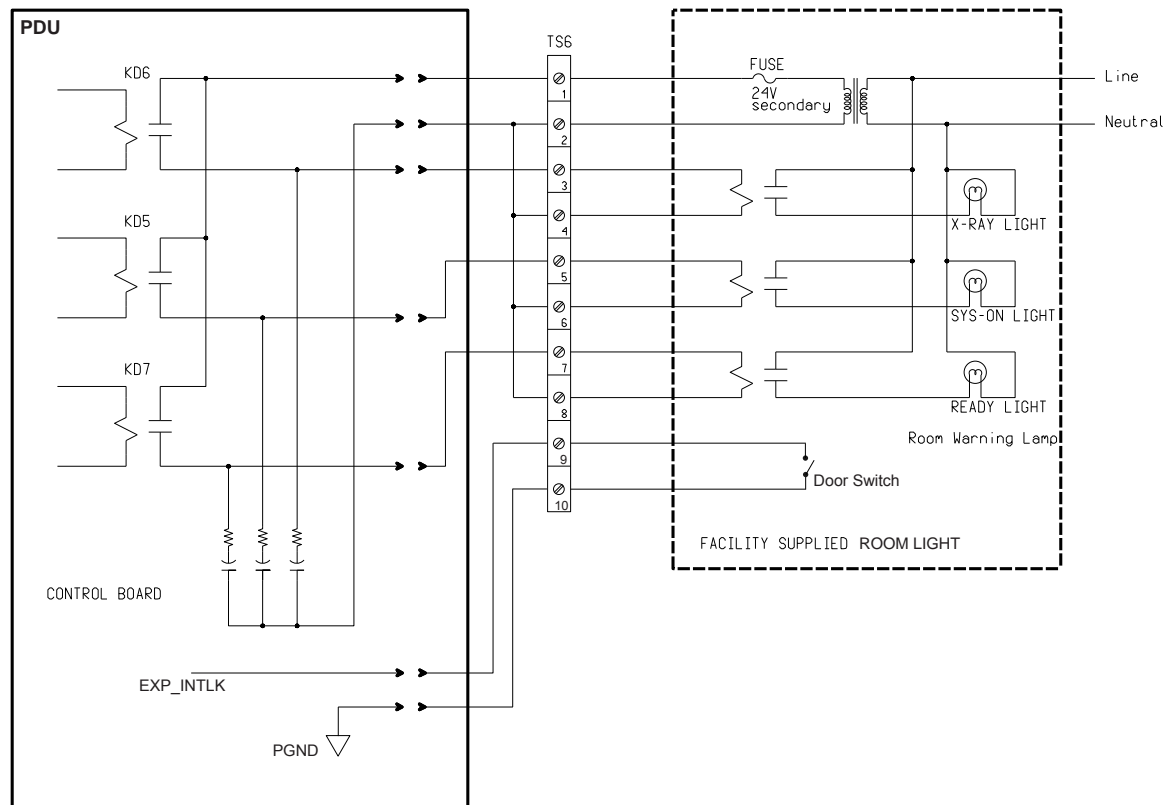 PDU
TS6
KD6
FUSE
24V
secondary
Line
Neutral
1
2
3
4
X-RAY LIGHT
KD5
5
6
SYS-ON LIGHT
KD7
7
8
READY LIGHT
Room Warning Lamp
9
Door Switch
10
FACILITY SUPPLIED ROOM LIGHT
CONTROL BOARD
EXP_INTLK
PGND